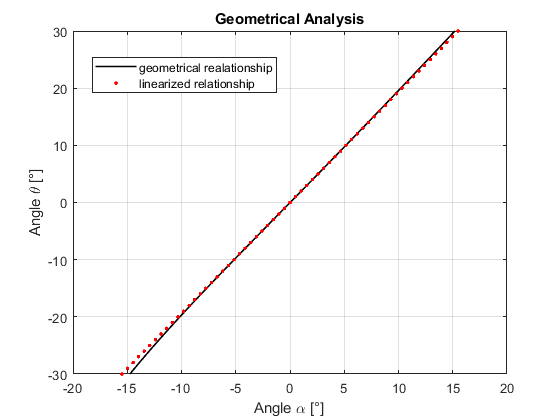 Geometrical Analysis
30
20
10
0
-10
-20
-30
Angle θ [°]
geometrical realationship
linearized relationship
-20 -15 -10 -5 0 5 10 15 20
Angle α [°]